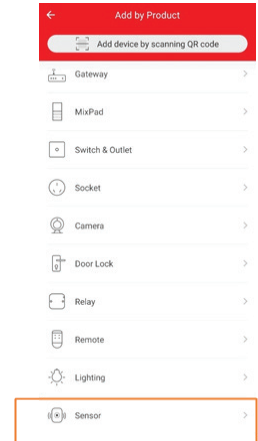 Add by Product
Add device by scanning QR code
Gateway
MixPad
Switch & Outlet
Socket
Camera
Door Lock
Relay
Remote
Lighting
Sensor